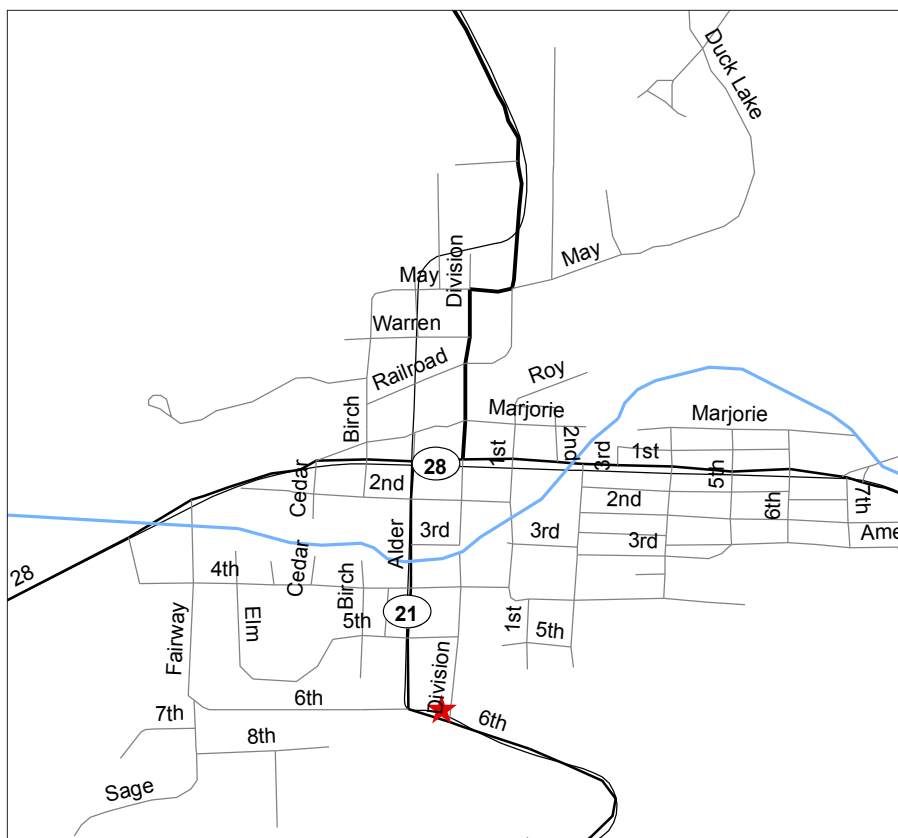 Duck Lake
May
May
Division
Warren
Railroad
Roy
Birch
Marjorie
Marjorie
1st
2nd
3rd
1st
28
5th
Cedar
2nd
2nd
6th
7th
Alder
3rd
3rd
3rd
Ame
28
4th
Cedar
Birch
Elm
21
5th
1st
5th
Fairway
6th
Division
6th
7th
8th
Sage